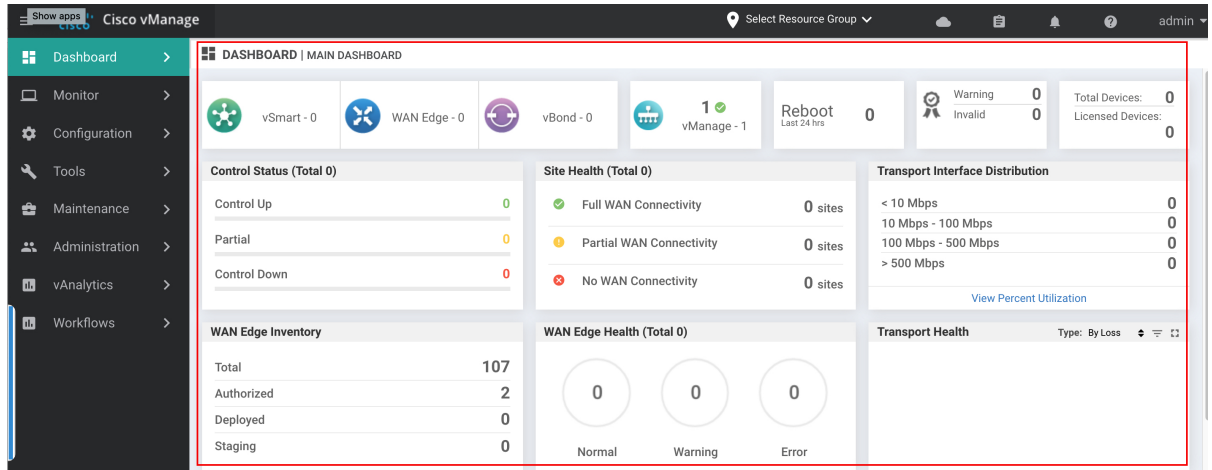 Show apps
cisco
Cisco vManage
Select Resource Group
admin
Dashboard
Monitor
Configuration
Tools
Maintenance
Administration
vAnalytics
Workflows
DASHBOARD | MAIN DASHBOARD
vSmart - 0
WAN Edge - 0
vBond - 0
1
vManage - 1
Reboot
Last 24 hrs
0
Warning 0
Invalid 0
Total Devices: 0
Licensed Devices:
0
Control Status (Total 0)
Control Up 0
Partial 0
Control Down 0
Site Health (Total 0)
Full WAN Connectivity 0 sites
Partial WAN Connectivity 0 sites
No WAN Connectivity 0 sites
Transport Interface Distribution
< 10 Mbps 0
10 Mbps - 100 Mbps 0
100 Mbps - 500 Mbps 0
> 500 Mbps 0
View Percent Utilization
WAN Edge Inventory
Total 107
Authorized 2
Deployed 0
Staging 0
WAN Edge Health (Total 0)
0 0 0
Normal Warning Error
Transport Health Type: By Loss